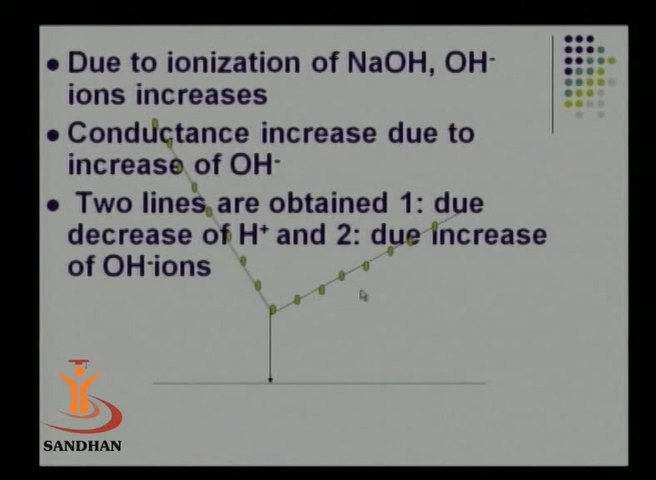 • Due to ionization of NaOH, OH-
ions increases
• Conductance increase due to
increase of OH-
• Two lines are obtained 1: due
decrease of H+ and 2: due increase
of OH-ions
SANDHAN